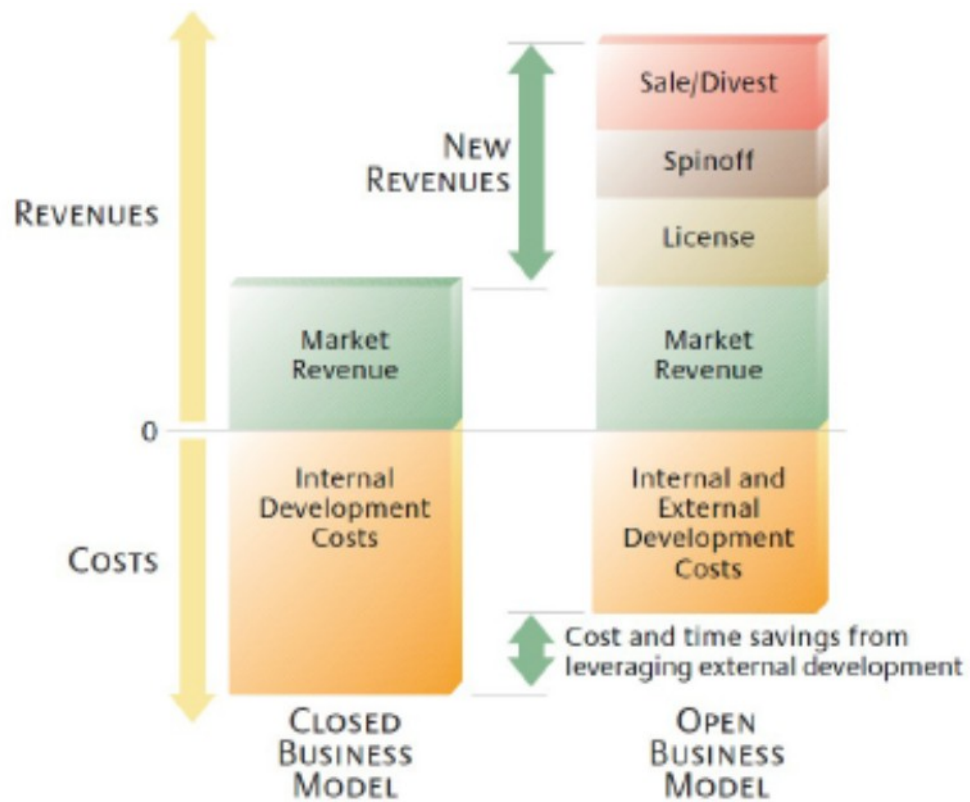 Sale/Divest
NEW
REVENUES
Spinoff
REVENUES
License
Market
Revenue
Market
Revenue
0
Internal
Development
Costs
Internal and
External
Development
Costs
COSTS
Cost and time savings from
leveraging external development
CLOSED
BUSINESS
MODEL
OPEN
BUSINESS
MODEL